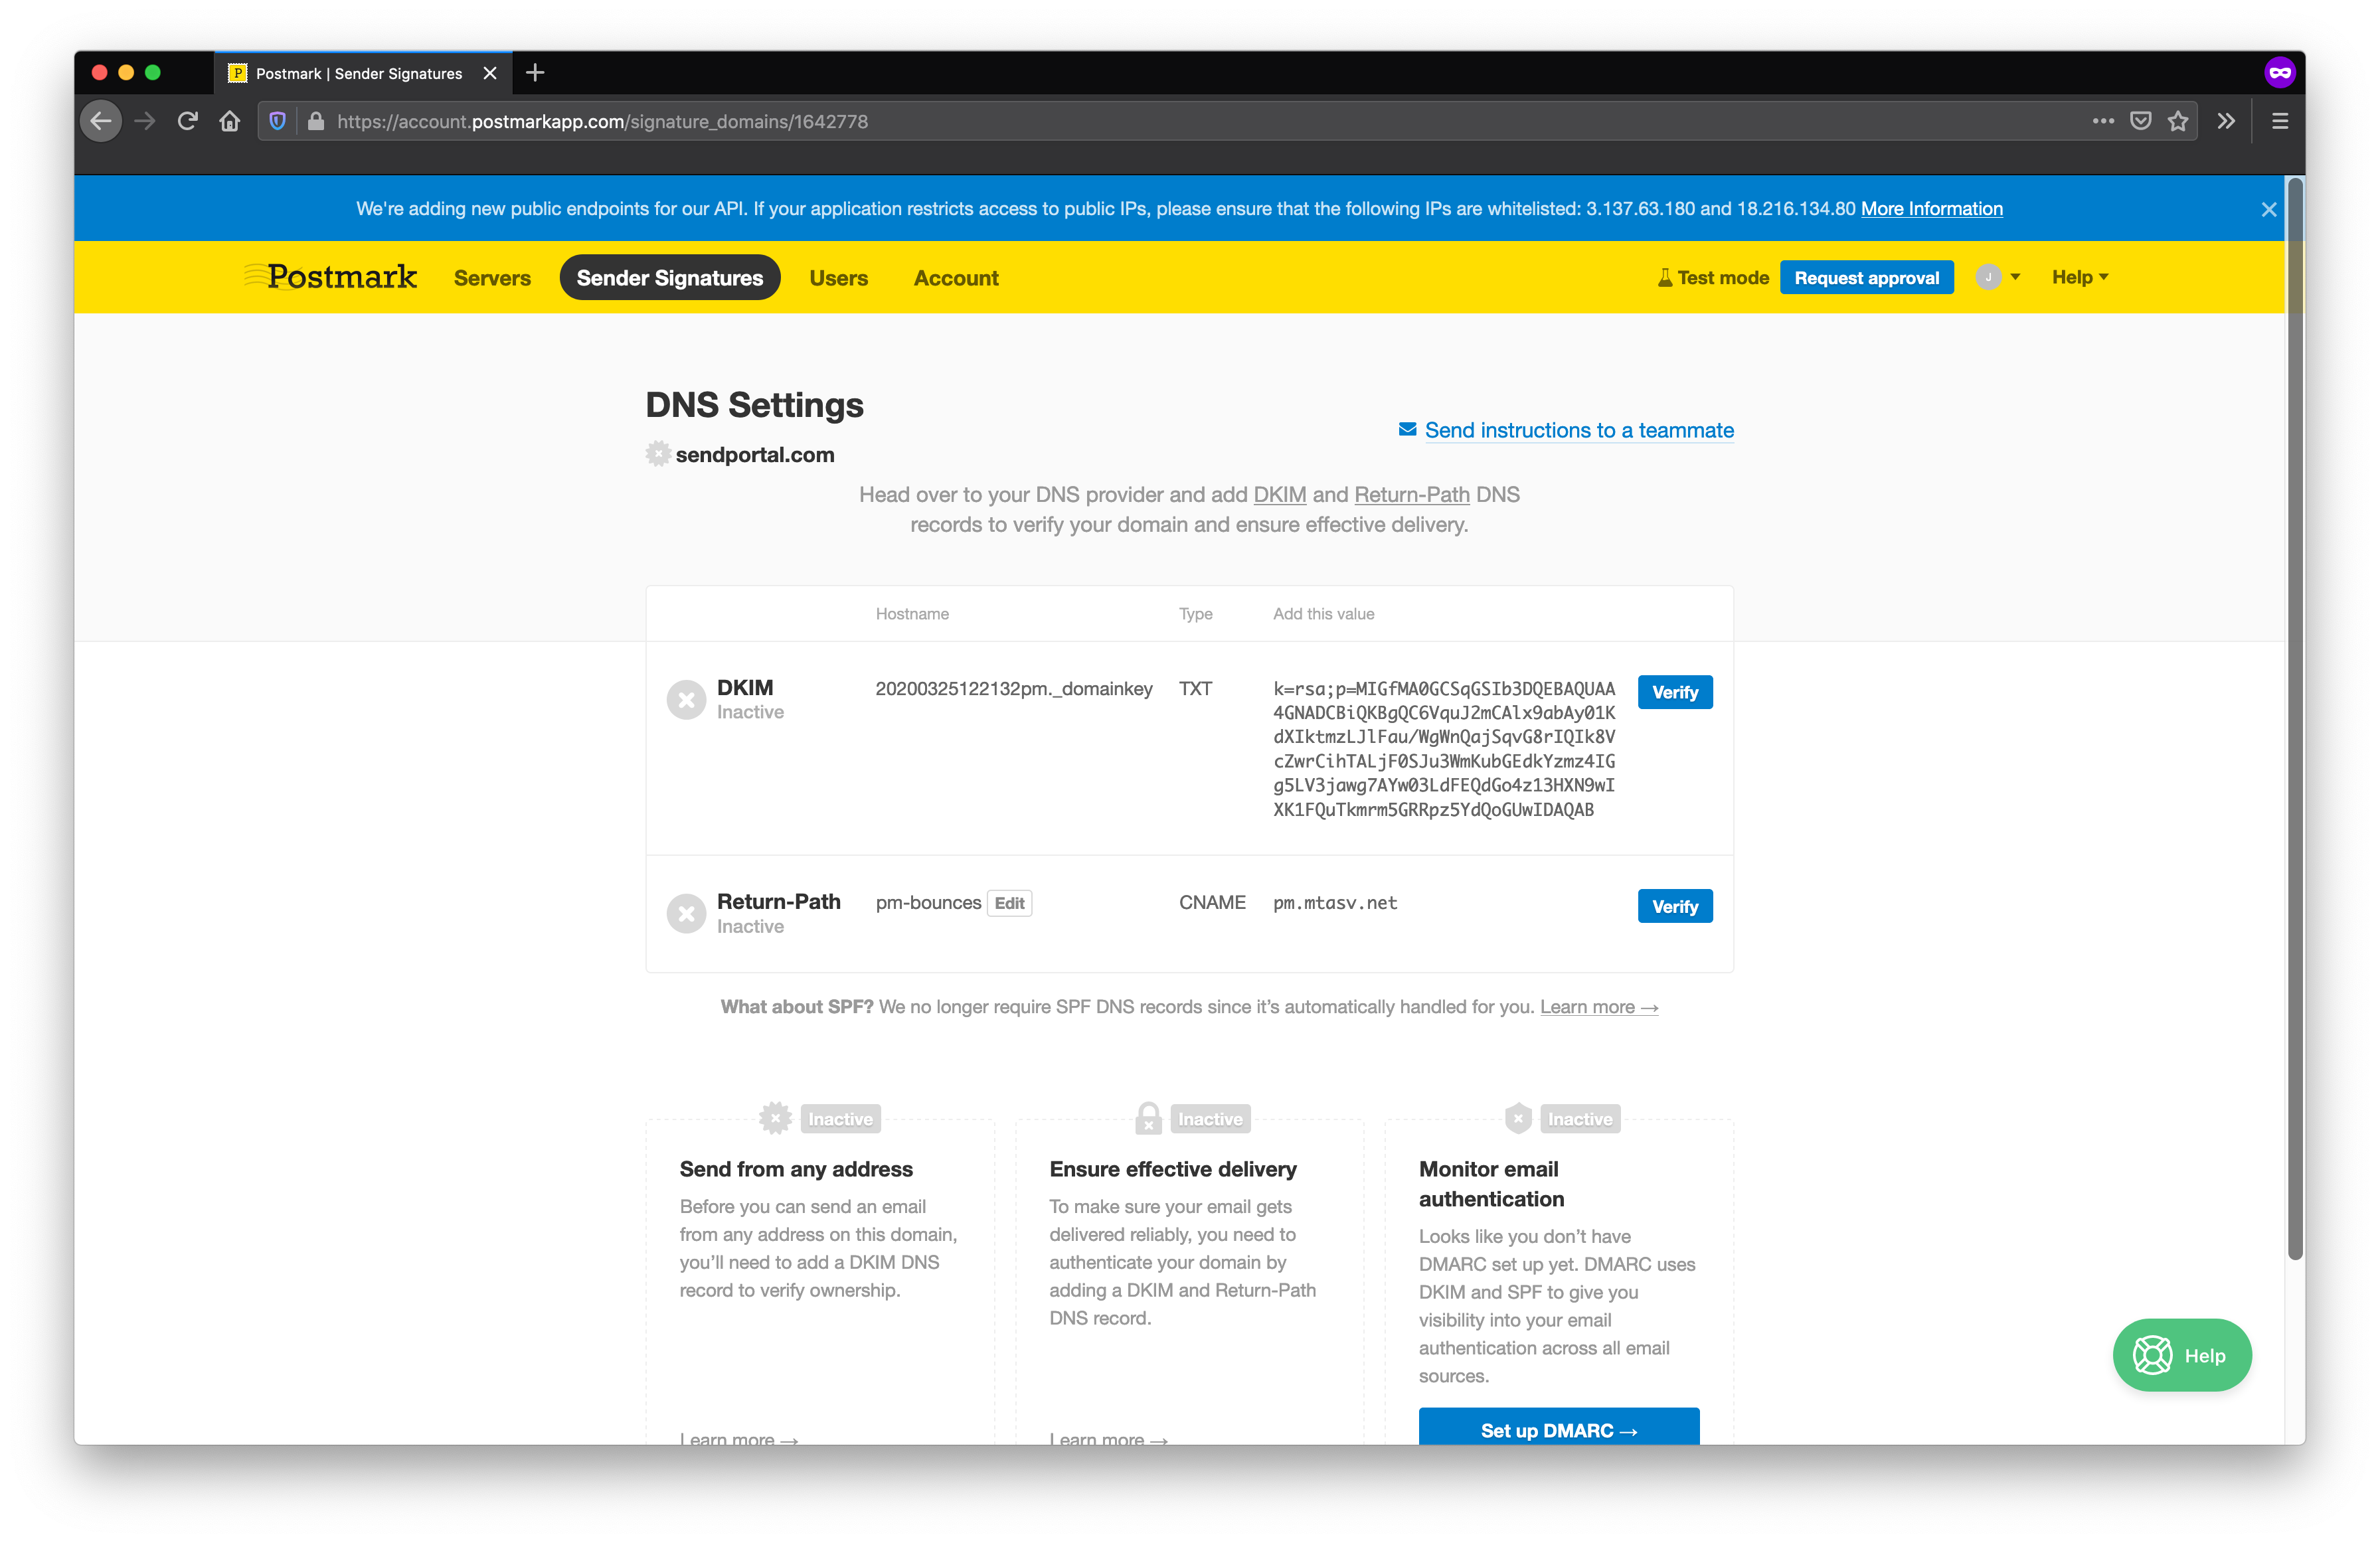 Postmark | Sender Signatures
https://account.postmarkapp.com/signature_domains/1642778
We're adding new public endpoints for our API. If your application restricts access to public IPs, please ensure that the following IPs are whitelisted: 3.137.63.180 and 18.216.134.80 More Information
Postmark Servers Sender Signatures Users Account Test mode Request approval J Help
DNS Settings
sendportal.com
Send instructions to a teammate
Head over to your DNS provider and add DKIM and Return-Path DNS
records to verify your domain and ensure effective delivery.
Hostname Type Add this value
DKIM
Inactive
20200325122132pm._domainkey TXT
k=rsa;p=MIGfMA0GCSqGSIb3DQEBAQUAA
4GNADCBiQKBgQC6VquJ2mCAlx9abAy01K
dXIktmzLJlFau/WgWnQajSqvG8rIQIk8V
cZwrCihTALjF0SJu3WmKubGEdkYzmz4IG
g5LV3jawg7AYw03LdFEQdGo4z13HXN9wI
XK1FQuTkmrm5GRRpz5YdQoGUwIDAQAB
Verify
Return-Path
Inactive
pm-bounces Edit CNAME pm.mtasv.net Verify
What about SPF? We no longer require SPF DNS records since it’s automatically handled for you. Learn more →
Inactive
Send from any address
Before you can send an email
from any address on this domain,
you’ll need to add a DKIM DNS
record to verify ownership.
Learn more →
Inactive
Ensure effective delivery
To make sure your email gets
delivered reliably, you need to
authenticate your domain by
adding a DKIM and Return-Path
DNS record.
Learn more →
Inactive
Monitor email
authentication
Looks like you don’t have
DMARC set up yet. DMARC uses
DKIM and SPF to give you
visibility into your email
authentication across all email
sources.
Set up DMARC →
Help